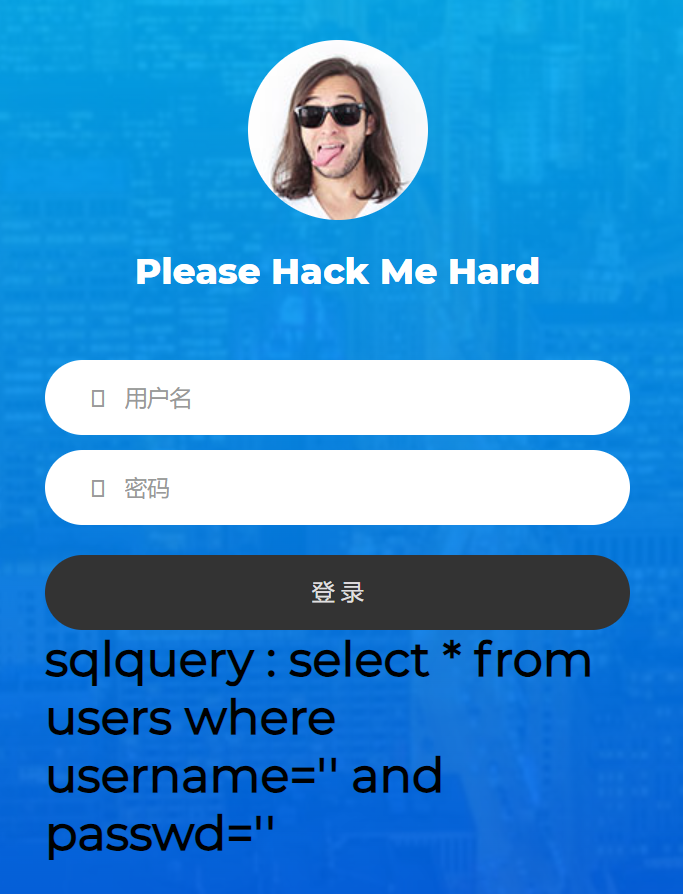 Please Hack Me Hard
用户名
密码
登录
sqlquery : select * from
users where
username='' and
passwd=''